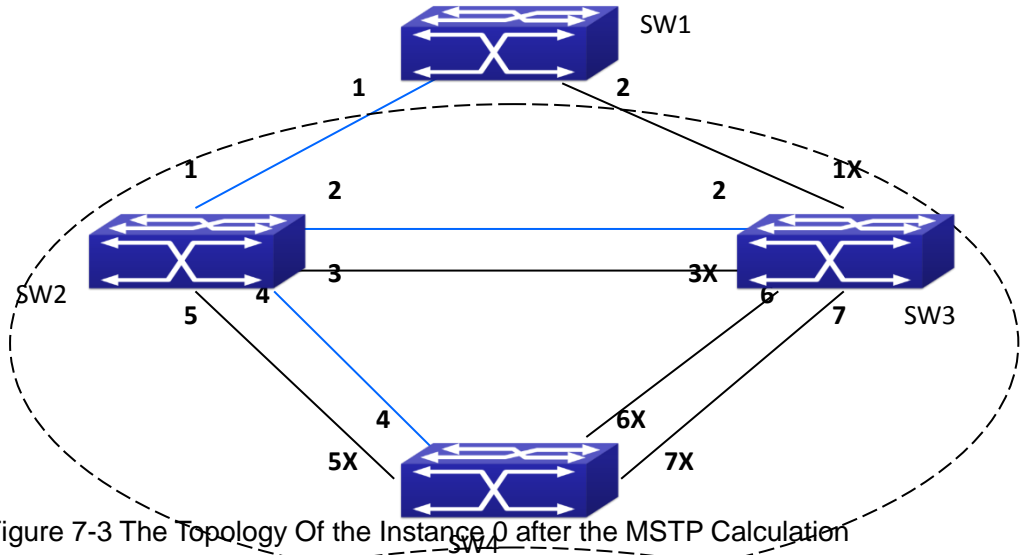 SW1
1 2
1 1X
2 2
3 3X
SW2 4 6
5 7 SW3
4 6X
5X 7X
igure 7-3 The Topology Of the Instance 0 after the MSTP Calculation
SW4